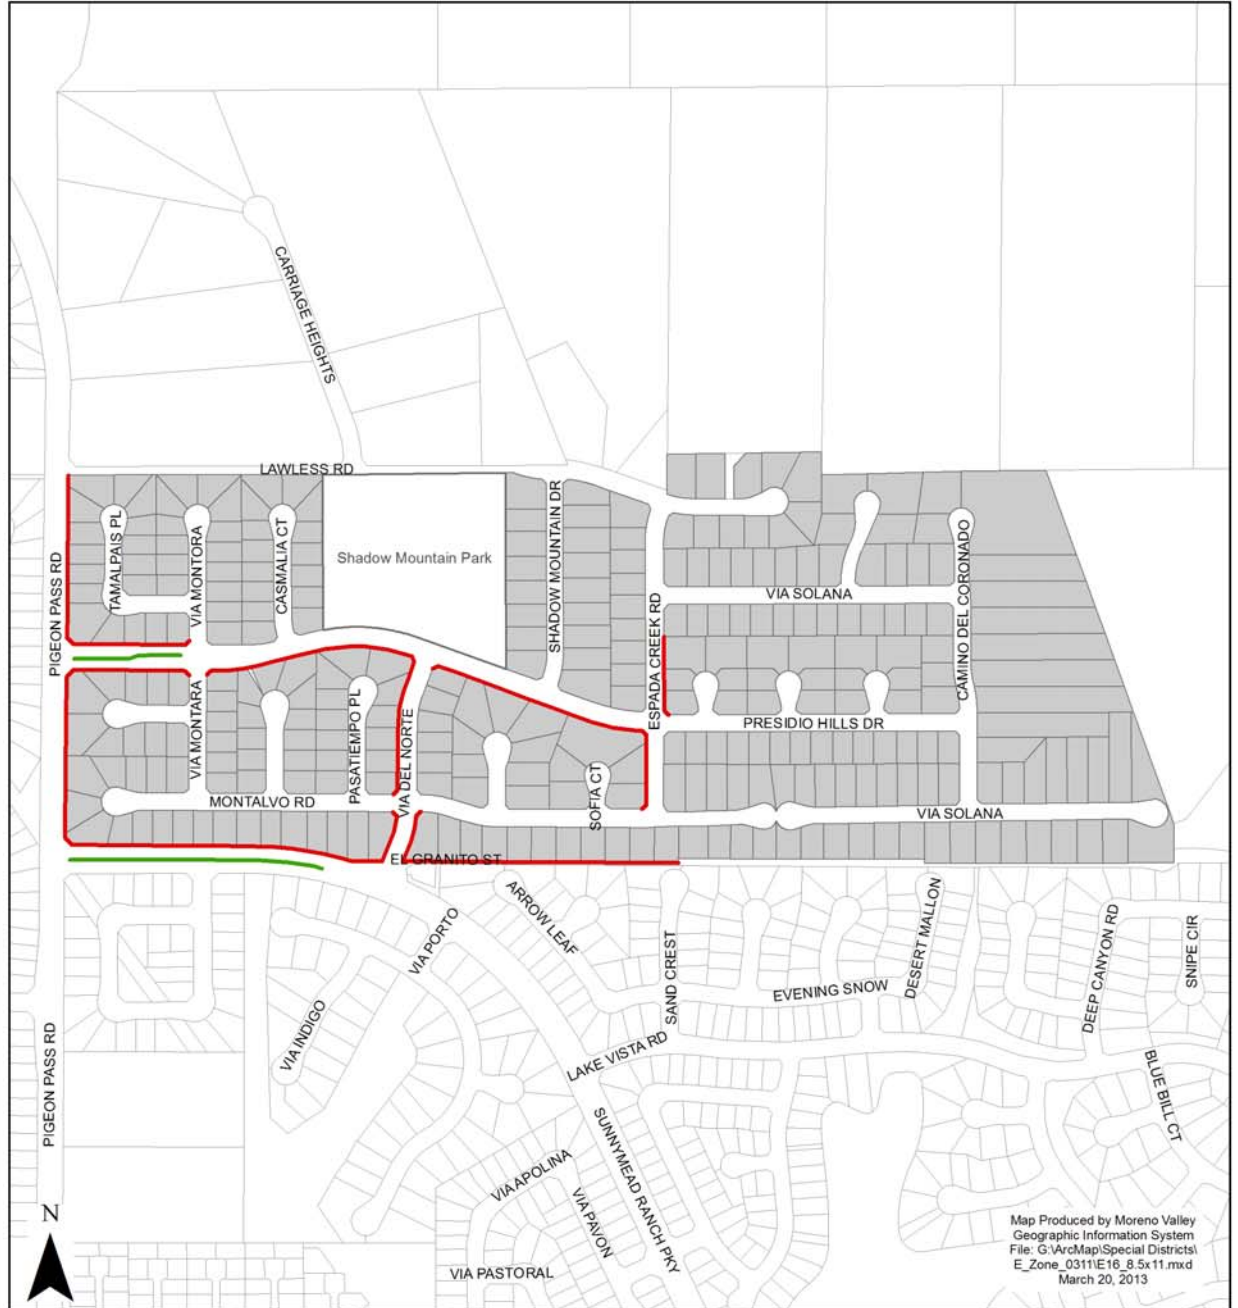 CARRIAGE HEIGHTS
LAWLESS RD
TAMALPAIS PL
VIA MONTORA
CASMALIA CT
Shadow Mountain Park
SHADOW MOUNTAIN DR
PIGEON PASS RD
ESPADA CREEK RD
VIA SOLANA
CAMINO DEL CORONADO
VIA MONTARA
PASATIEMPO PL
VIA DEL NORTE
PRESIDIO HILLS DR
MONTALVO RD
SOFIA CT
VIA SOLANA
EL GRANITO ST
ARROW LEAF
VIA PORTO
SAND CREST
DESERT MALLON
EVENING SNOW
DEEP CANYON RD
SNIPE CIR
VIA INDIGO
PIGEON PASS RD
LAKE VISTA RD
BLUE BILL CT
SUNNYMEAD RANCH PKY
VIA APOLINA
VIA PAVON
VIA PASTORAL
N
Map Produced by Moreno Valley
Geographic Information System
File: G:\ArcMap\Special Districts\
E_Zone_0311\E16_8.5x11.mxd
March 20, 2013